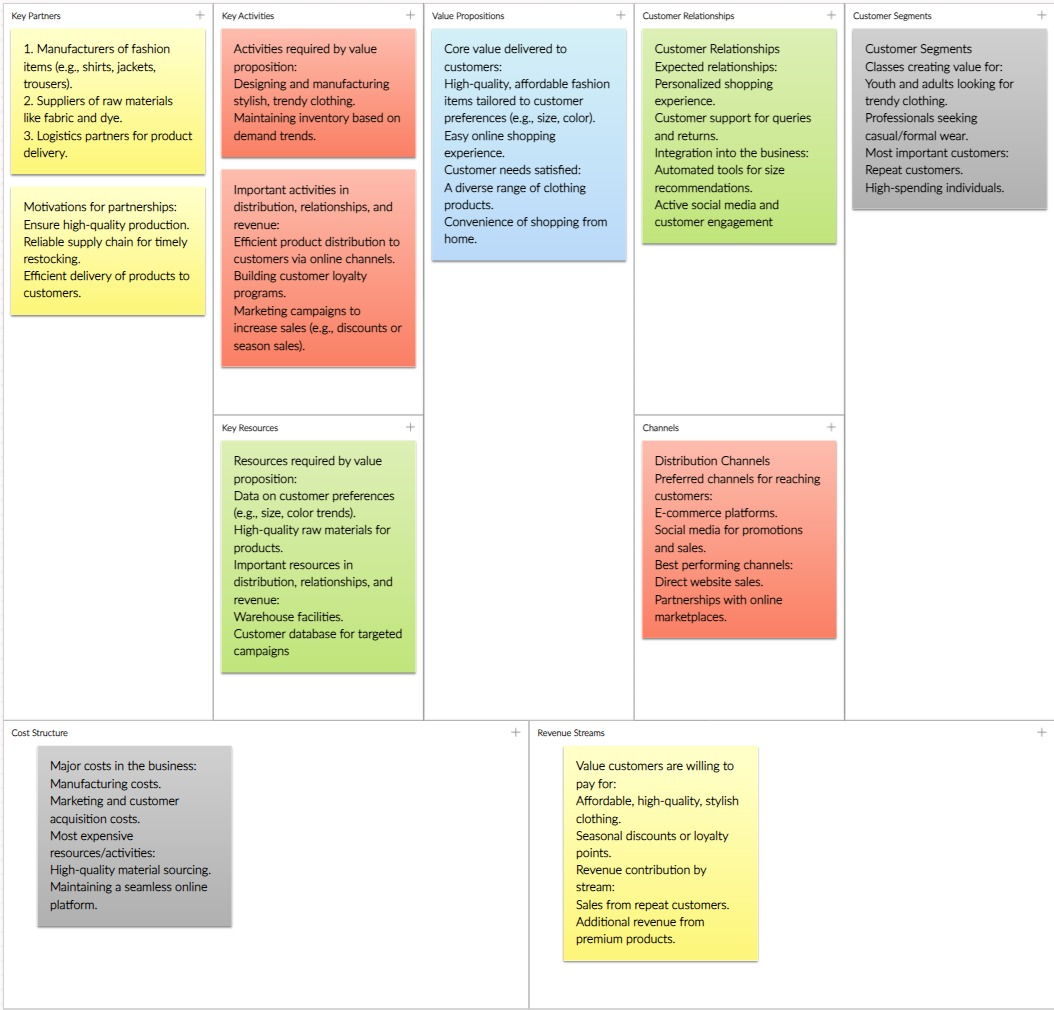 Key Partners
1. Manufacturers of fashion
items (e.g., shirts, jackets,
trousers).
2. Suppliers of raw materials
like fabric and dye.
3. Logistics partners for product
delivery.
Motivations for partnerships:
Ensure high-quality production.
Reliable supply chain for timely
restocking.
Efficient delivery of products to
customers.
Key Activities
Activities required by value
proposition:
Designing and manufacturing
stylish, trendy clothing.
Maintaining inventory based on
demand trends.
Important activities in
distribution, relationships, and
revenue:
Efficient product distribution to
customers via online channels.
Building customer loyalty
programs.
Marketing campaigns to
increase sales (e.g., discounts or
season sales).
Key Resources
Resources required by value
proposition:
Data on customer preferences
(e.g., size, color trends).
High-quality raw materials for
products.
Important resources in
distribution, relationships, and
revenue:
Warehouse facilities.
Customer database for targeted
campaigns
Value Propositions
Core value delivered to
customers:
High-quality, affordable fashion
items tailored to customer
preferences (e.g., size, color).
Easy online shopping
experience.
Customer needs satisfied:
A diverse range of clothing
products.
Convenience of shopping from
home.
Customer Relationships
Customer Relationships
Expected relationships:
Personalized shopping
experience.
Customer support for queries
and returns.
Integration into the business:
Automated tools for size
recommendations.
Active social media and
customer engagement
Channels
Distribution Channels
Preferred channels for reaching
customers:
E-commerce platforms.
Social media for promotions
and sales.
Best performing channels:
Direct website sales.
Partnerships with online
marketplaces.
Customer Segments
Customer Segments
Classes creating value for:
Youth and adults looking for
trendy clothing.
Professionals seeking
casual/formal wear.
Most important customers:
Repeat customers.
High-spending individuals.
Cost Structure
Major costs in the business:
Manufacturing costs.
Marketing and customer
acquisition costs.
Most expensive
resources/activities:
High-quality material sourcing.
Maintaining a seamless online
platform.
Revenue Streams
Value customers are willing to
pay for:
Affordable, high-quality, stylish
clothing.
Seasonal discounts or loyalty
points.
Revenue contribution by
stream:
Sales from repeat customers.
Additional revenue from
premium products.